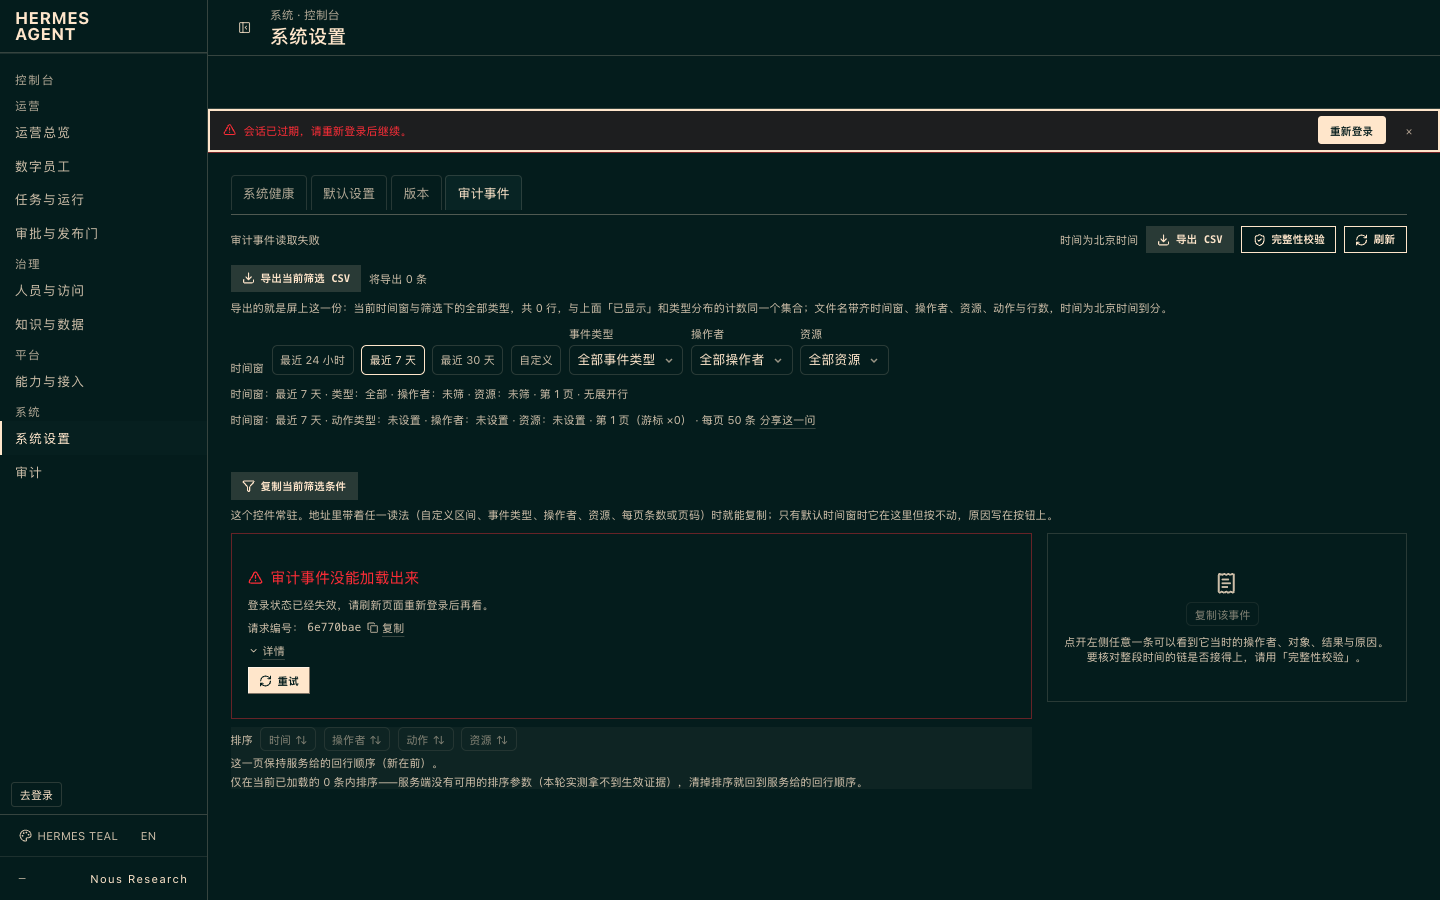 HERMES
AGENT
控制台
运营
运营总览
数字员工
任务与运行
审批与发布门
治理
人员与访问
知识与数据
平台
能力与接入
系统
系统设置
审计
去登录
HERMES TEAL
EN
—
Nous Research
系统 · 控制台
系统设置
会话已过期，请重新登录后继续。
重新登录
×
系统健康
默认设置
版本
审计事件
审计事件读取失败
时间为北京时间
导出 CSV
完整性校验
刷新
导出当前筛选 CSV
将导出 0 条
导出的就是屏上这一份：当前时间窗与筛选下的全部类型，共 0 行，与上面「已显示」和类型分布的计数同一个集合；文件名带齐时间窗、操作者、资源、动作与行数，时间为北京时间到分。
时间窗
最近 24 小时
最近 7 天
最近 30 天
自定义
事件类型
全部事件类型
操作者
全部操作者
资源
全部资源
时间窗：最近 7 天 · 类型：全部 · 操作者：未筛 · 资源：未筛 · 第 1 页 · 无展开行
时间窗：最近 7 天 · 动作类型：未设置 · 操作者：未设置 · 资源：未设置 · 第 1 页（游标 ×0） · 每页 50 条 分享这一问
复制当前筛选条件
这个控件常驻。地址里带着任一读法（自定义区间、事件类型、操作者、资源、每页条数或页码）时就能复制；只有默认时间窗时它在这里但按不动，原因写在按钮上。
审计事件没能加载出来
登录状态已经失效，请刷新页面重新登录后再看。
请求编号： 6e770bae 复制
详情
重试
复制该事件
点开左侧任意一条可以看到它当时的操作者、对象、结果与原因。
要核对整段时间的链是否接得上，请用「完整性校验」。
排序
时间
操作者
动作
资源
这一页保持服务给的回行顺序（新在前）。
仅在当前已加载的 0 条内排序——服务端没有可用的排序参数（本轮实测拿不到生效证据），清掉排序就回到服务给的回行顺序。